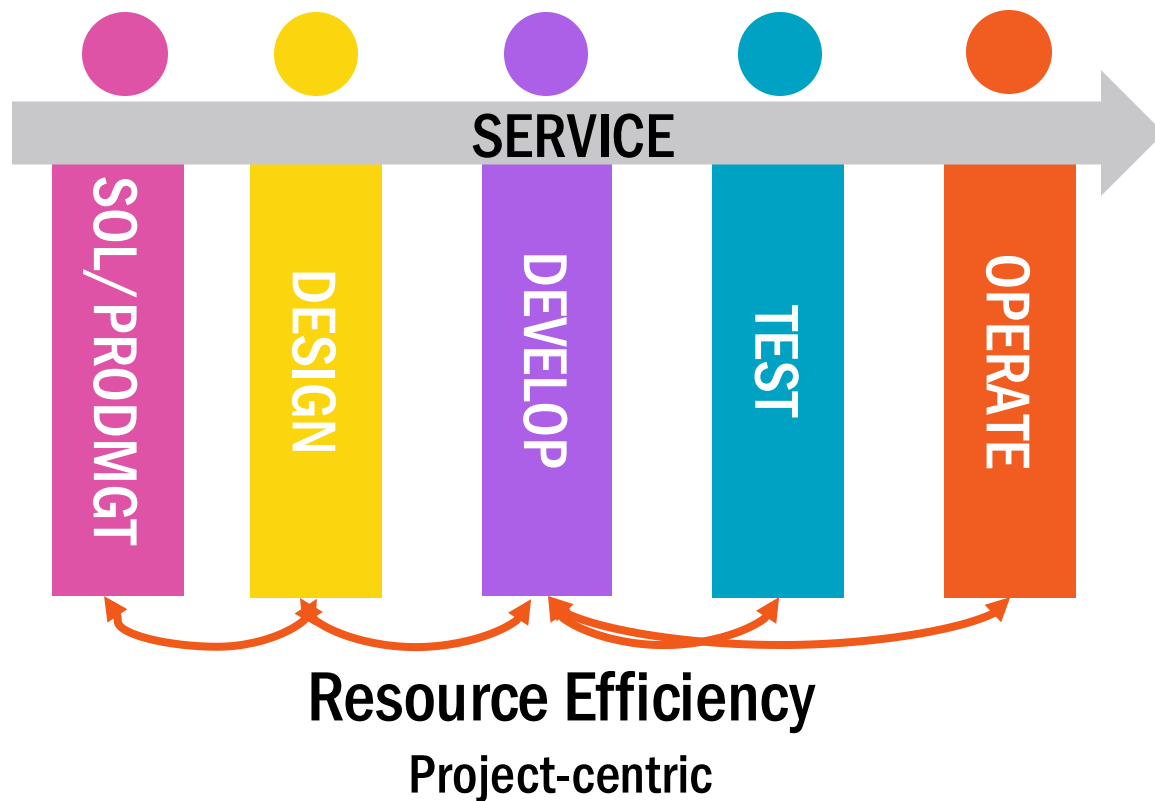 SERVICE
SOL/PRODMGT
DESIGN
DEVELOP
TEST
OPERATE
Resource Efficiency
Project-centric